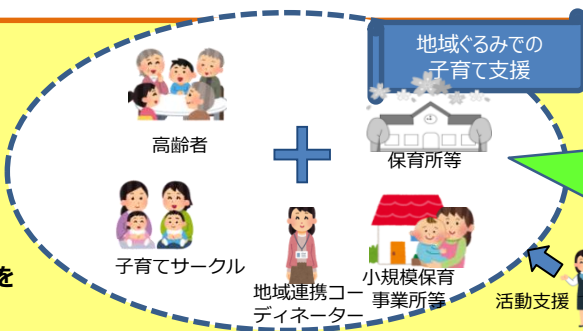 地域ぐるみでの
子育て支援
高齢者
保育所等
子育てサークル
地域連携コー
ディネーター
小規模保育
事業所等
活動支援
を